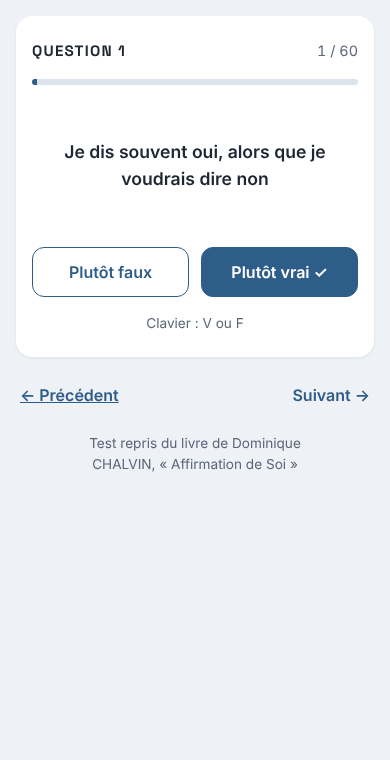 QUESTION 1
1 / 60
Je dis souvent oui, alors que je
voudrais dire non
Plutôt faux
Plutôt vrai ✓
Clavier : V ou F
← Précédent
Suivant →
Test repris du livre de Dominique
CHALVIN, « Affirmation de Soi »